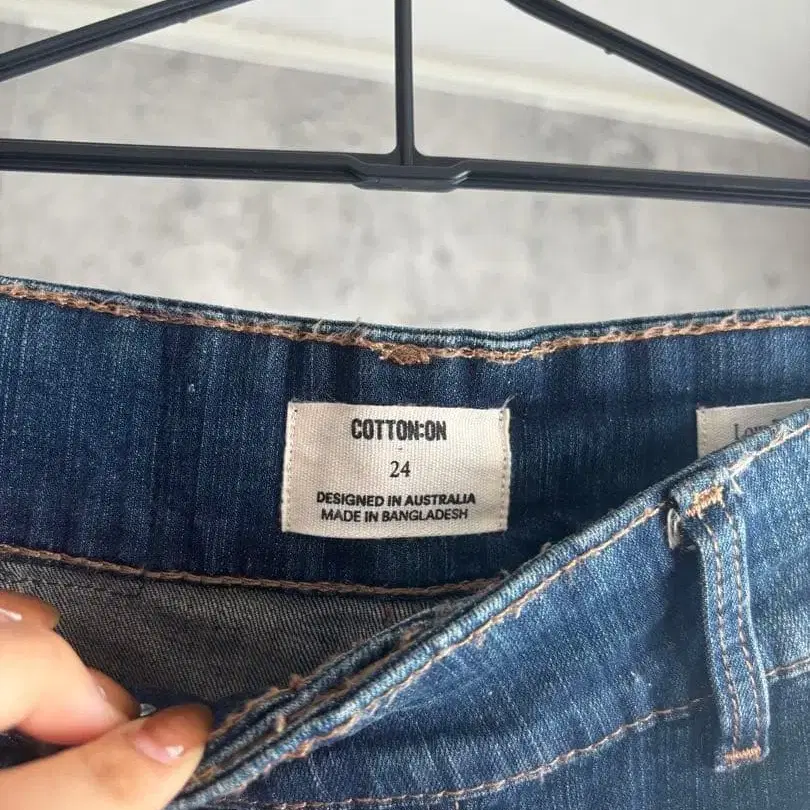 COTTON:ON
24
DESIGNED IN AUSTRALIA
MADE IN BANGLADESH